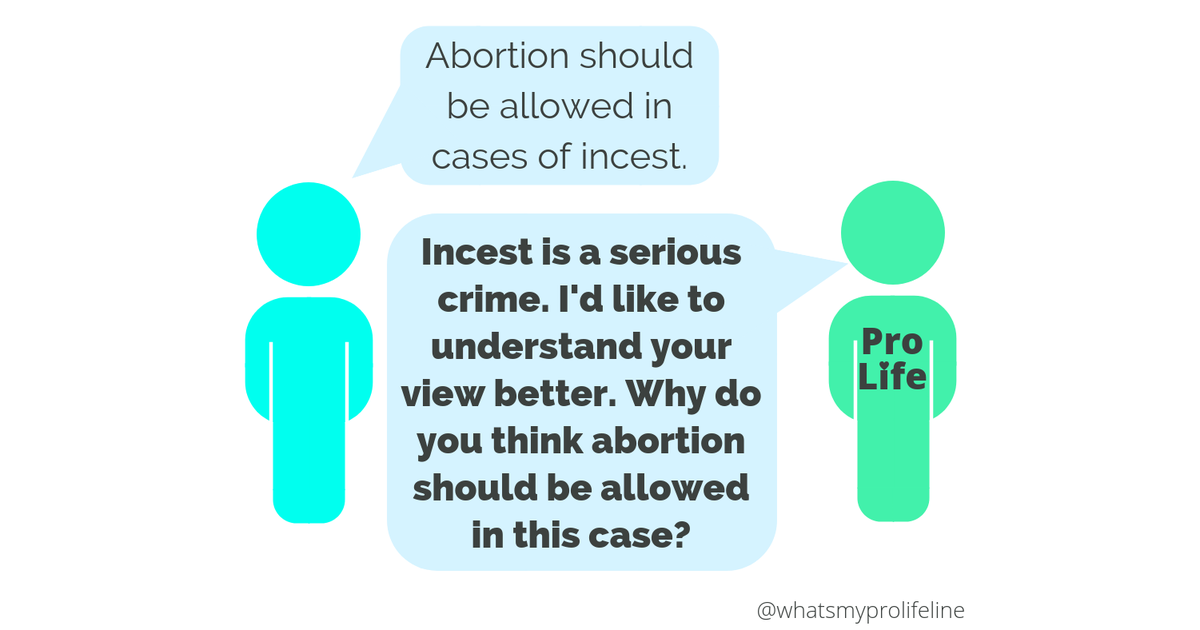 Abortion should
be allowed in
cases of incest.
Incest is a serious
crime. I'd like to
understand your
view better. Why do
you think abortion
should be allowed
in this case?
Pro
Life
@whatsmyprolifeline